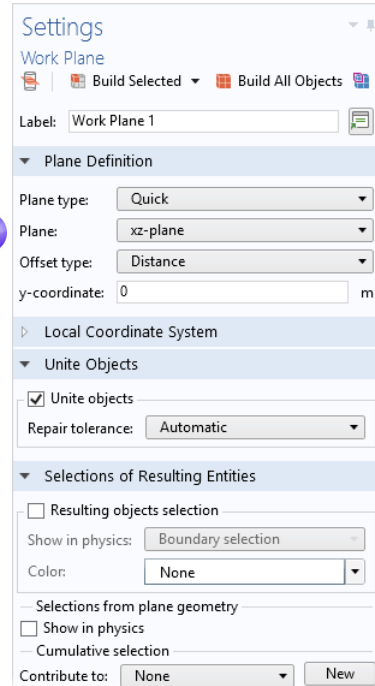 Settings
Work Plane
Build Selected Build All Objects
Label: Work Plane 1
Plane Definition
Plane type: Quick
Plane: xz-plane
Offset type: Distance
y-coordinate: 0 m
Local Coordinate System
Unite Objects
Unite objects
Repair tolerance: Automatic
Selections of Resulting Entities
Resulting objects selection
Show in physics: Boundary selection
Color: None
Selections from plane geometry
Show in physics
Cumulative selection
Contribute to: None New